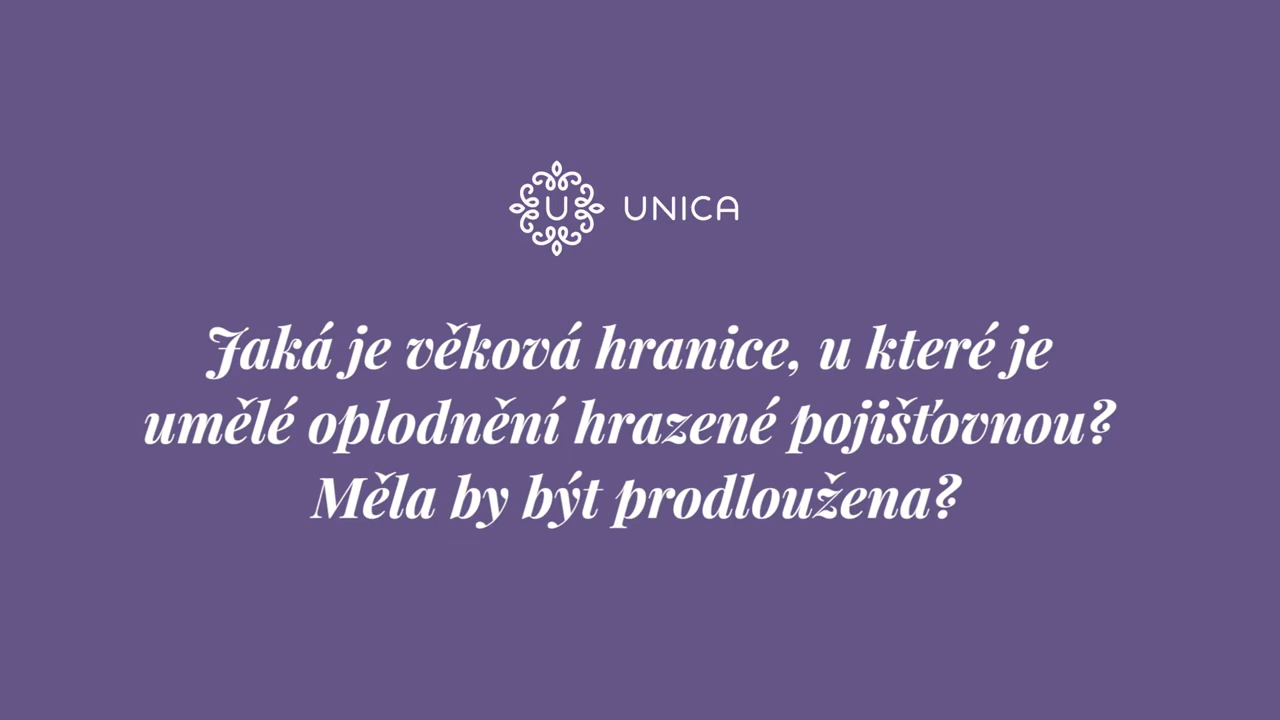 U UNICA
Jaká je věková hranice, u které je
umělé oplodnění hrazené pojišťovnou?
Měla by být prodloužena?